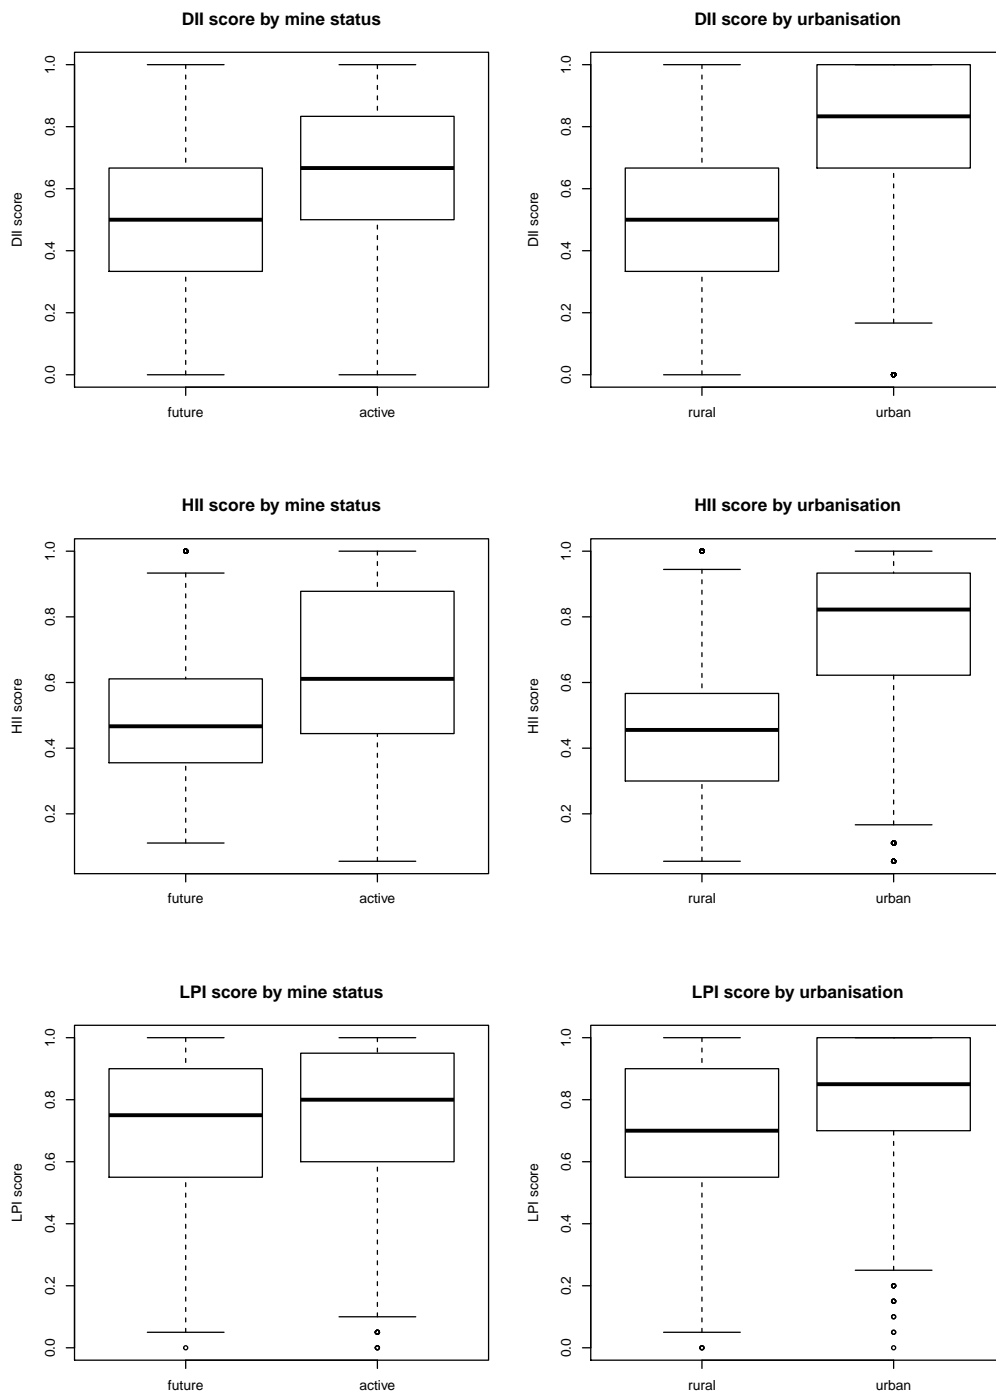 DII score by mine status
DII score
0.0 0.2 0.4 0.6 0.8 1.0
future active
DII score by urbanisation
DII score
0.0 0.2 0.4 0.6 0.8 1.0
rural urban
HII score by mine status
HII score
0.2 0.4 0.6 0.8 1.0
future active
HII score by urbanisation
HII score
0.2 0.4 0.6 0.8 1.0
rural urban
LPI score by mine status
LPI score
0.0 0.2 0.4 0.6 0.8 1.0
future active
LPI score by urbanisation
LPI score
0.0 0.2 0.4 0.6 0.8 1.0
rural urban